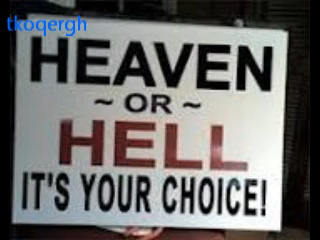 tkoqergh
HEAVEN
~ OR ~
HELL
IT'S YOUR CHOICE!